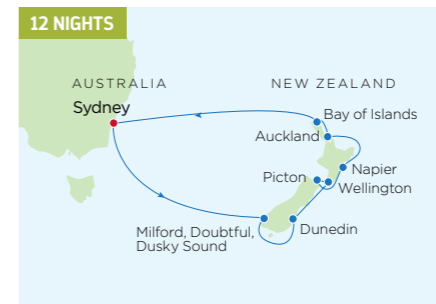 12 NIGHTS
AUSTRALIA
NEW ZEALAND
Sydney
Bay of Islands
Auckland
Napier
Picton
Wellington
Milford, Doubtful,
Dusky Sound
Dunedin